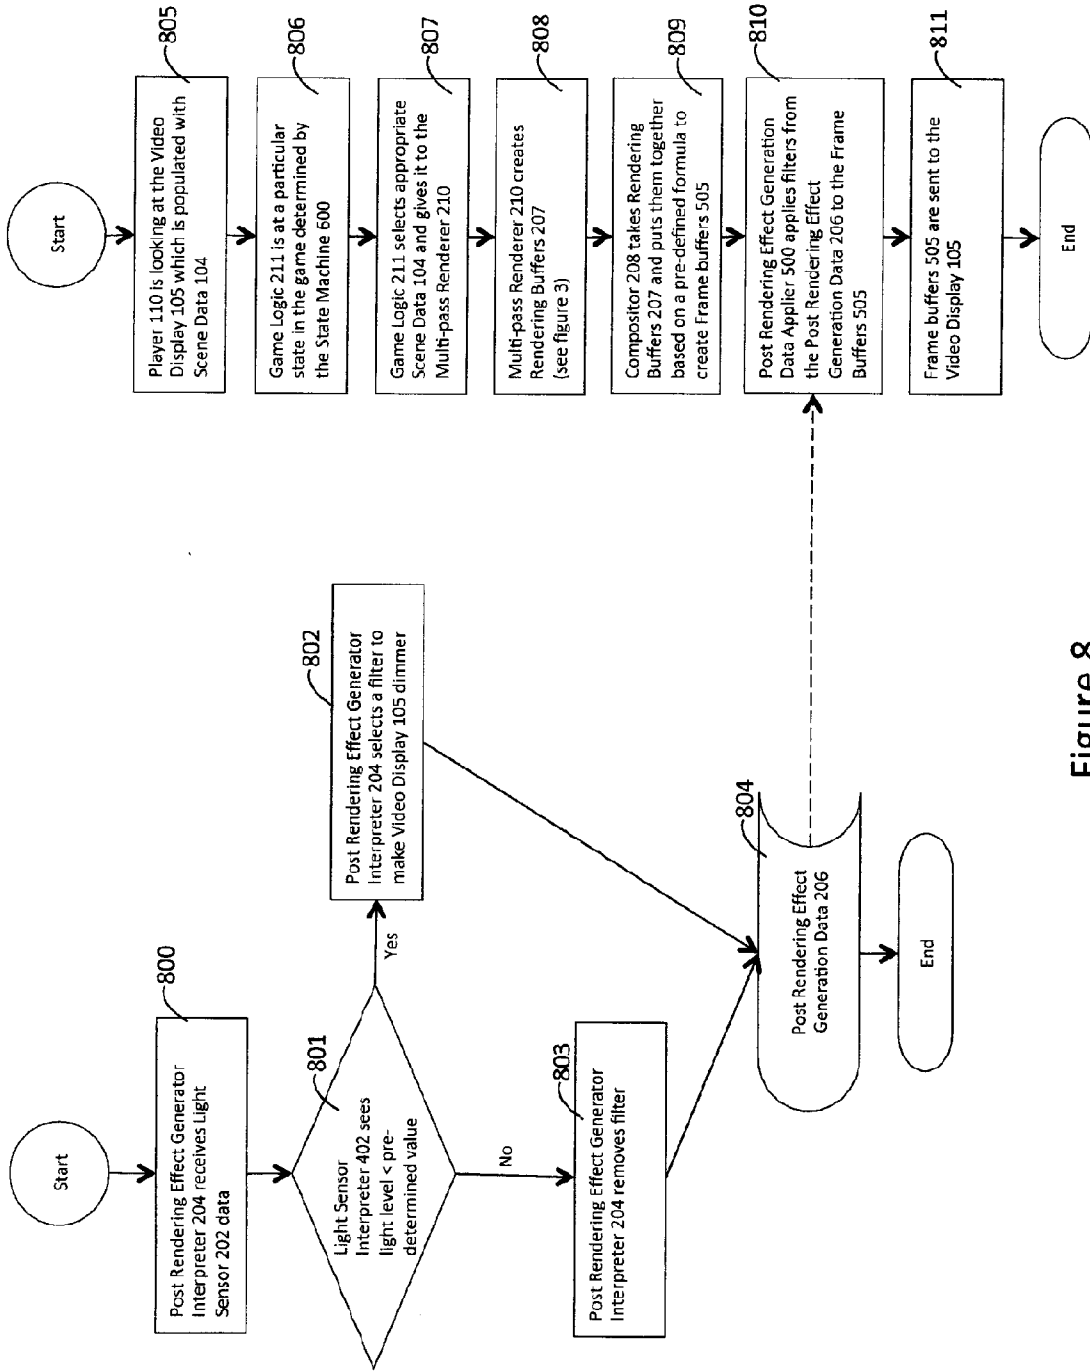 Start
800
Post Rendering Effect Generator
Interpreter 204 receives Light
Sensor 202 data
801
Light Sensor
Interpreter 402 sees
light level < pre-
determined value
Yes
No
802
Post Rendering Effect Generator
Interpreter 204 selects a filter to
make Video Display 105 dimmer
803
Post Rendering Effect Generator
Interpreter 204 removes filter
804
Post Rendering Effect
Generation Data 206
End
Start
805
Player 110 is looking at the Video
Display 105 which is populated with
Scene Data 104
806
Game Logic 211 is at a particular
state in the game determined by
the State Machine 600
807
Game Logic 211 selects appropriate
Scene Data 104 and gives it to the
Multi-pass Renderer 210
808
Multi-pass Renderer 210 creates
Rendering Buffers 207
(see figure 3)
809
Compositor 208 takes Rendering
Buffers 207 and puts them together
based on a pre-defined formula to
create Frame buffers 505
810
Post Rendering Effect Generation
Data Applier 500 applies filters from
the Post Rendering Effect
Generation Data 206 to the Frame
Buffers 505
811
Frame buffers 505 are sent to the
Video Display 105
End
Figure 8